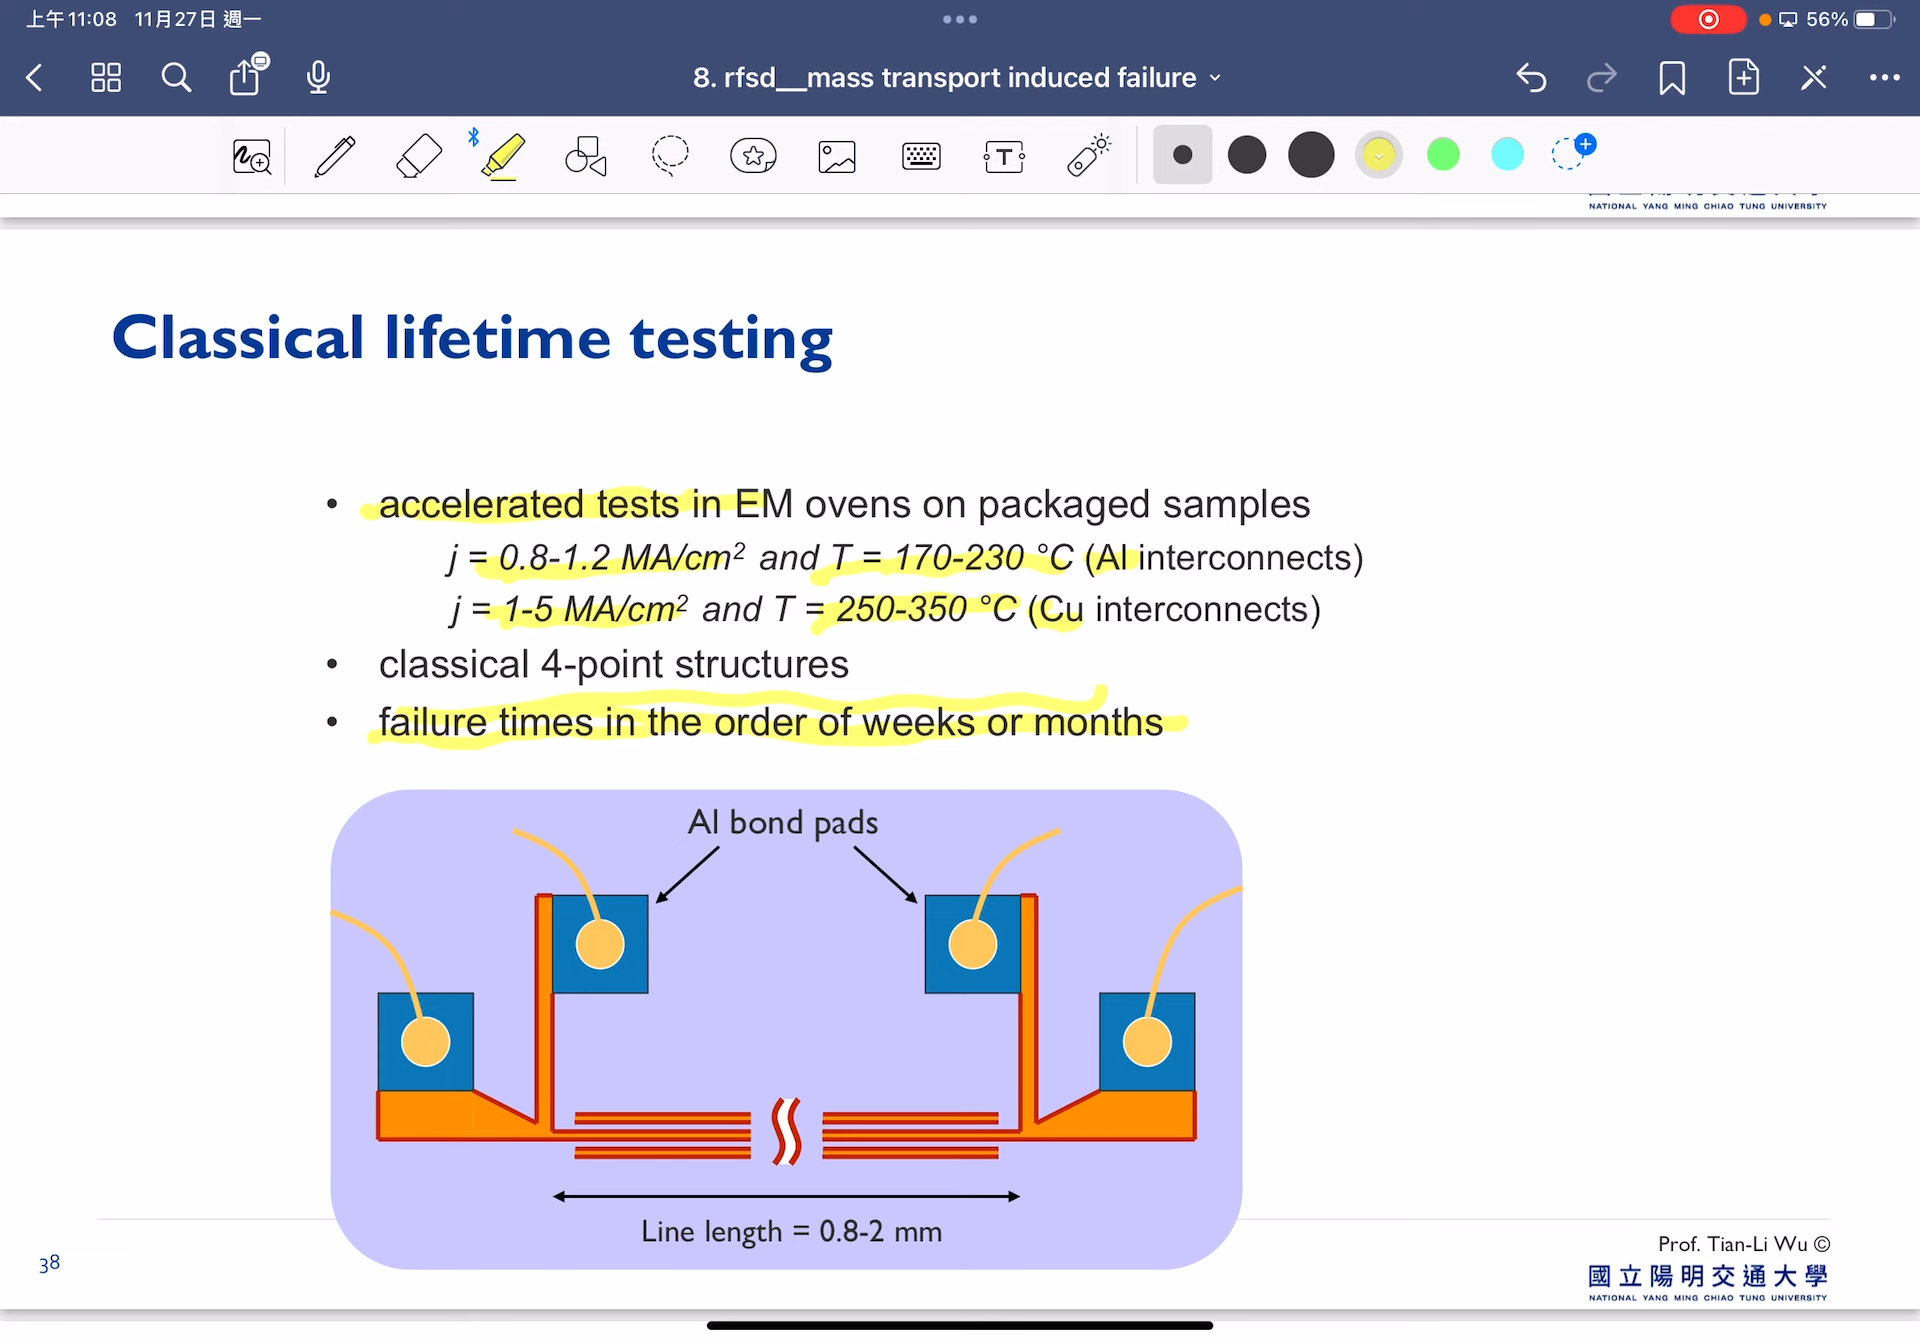 上午11:08 11月27日 週一
56%
8. rfsd__mass transport induced failure
NATIONAL YANG MING CHIAO TUNG UNIVERSITY
Classical lifetime testing
• accelerated tests in EM ovens on packaged samples
j = 0.8-1.2 MA/cm² and T = 170-230 °C (Al interconnects)
j = 1-5 MA/cm² and T = 250-350 °C (Cu interconnects)
• classical 4-point structures
• failure times in the order of weeks or months
Al bond pads
Line length = 0.8-2 mm
38
Prof. Tian-Li Wu ©
國立陽明交通大學
NATIONAL YANG MING CHIAO TUNG UNIVERSITY